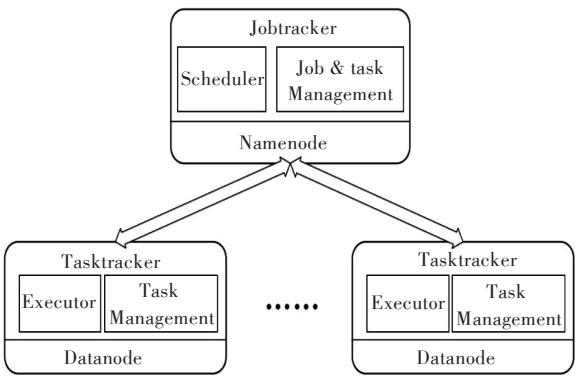 Jobtracker
Scheduler
Job & task
Management
Namenode
Tasktracker
Executor
Task
Management
Datanode
......
Tasktracker
Executor
Task
Management
Datanode